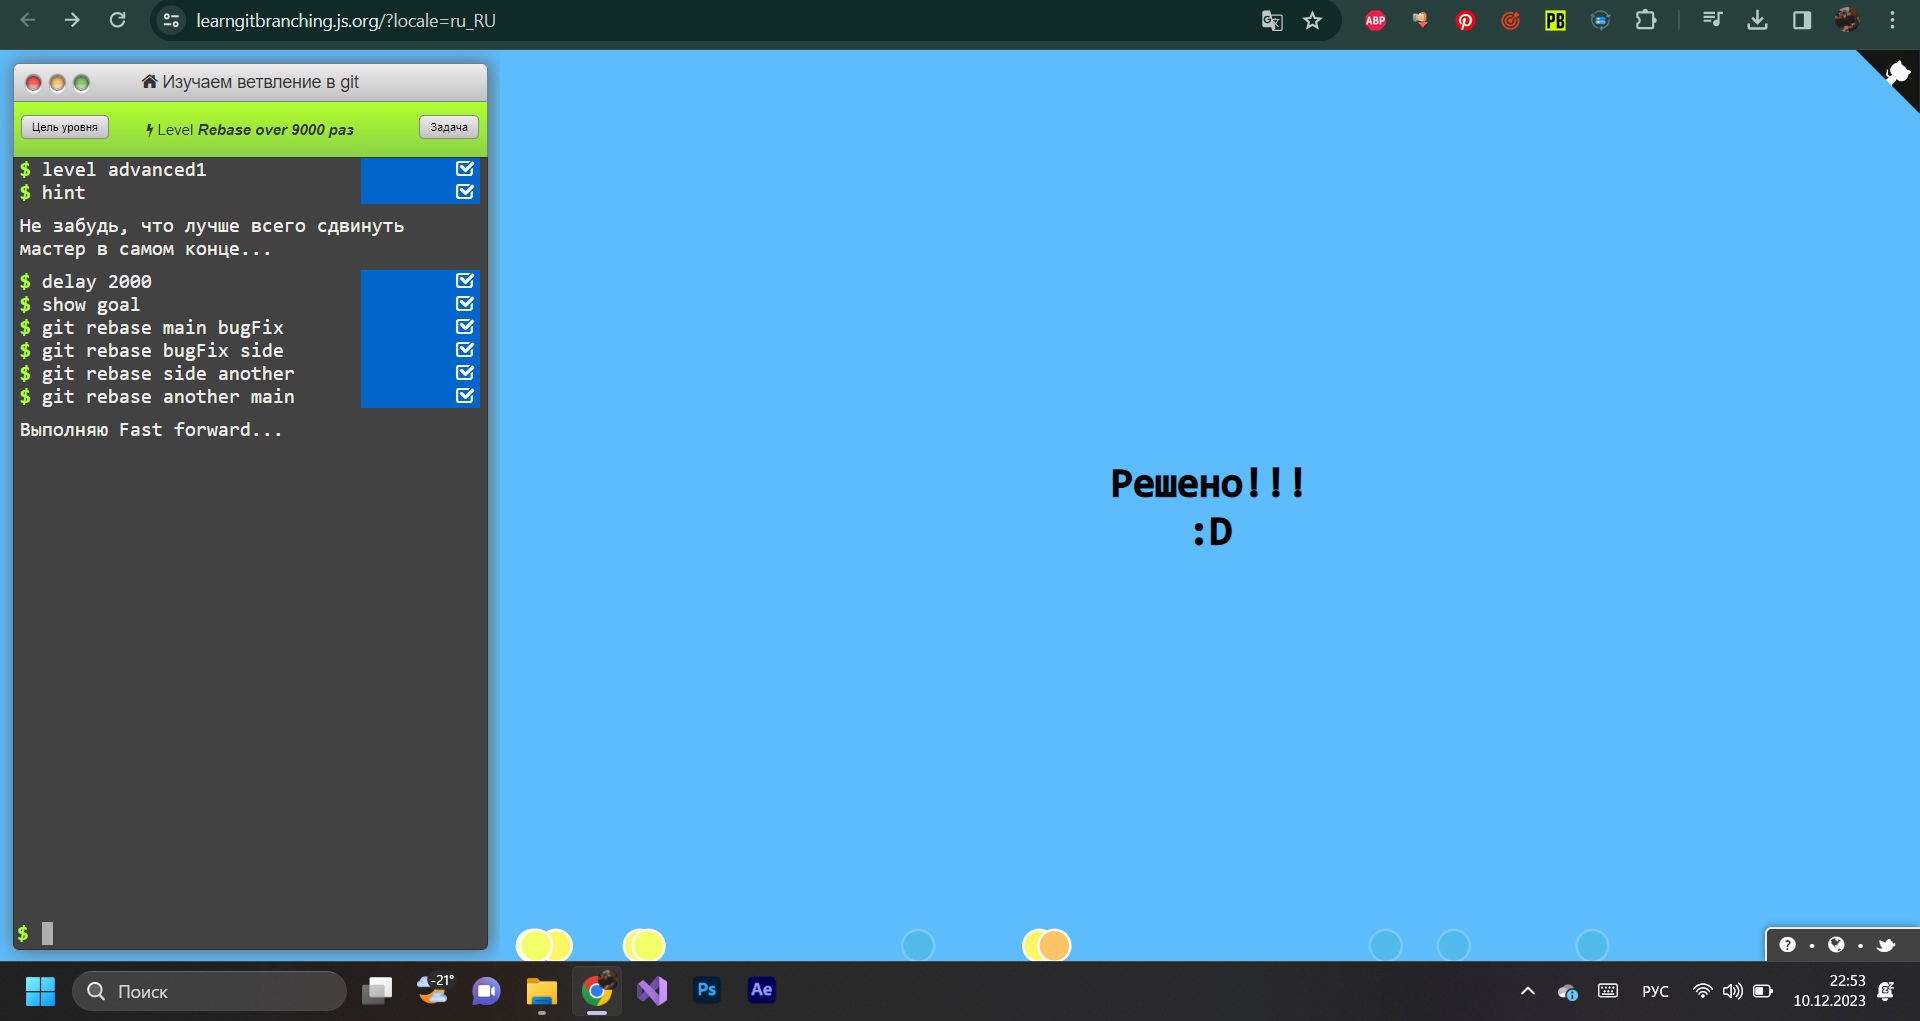 learngitbranching.js.org/?locale=ru_RU
ABP
PB
Изучаем ветвление в git
Цель уровня
Level Rebase over 9000 раз
Задача
$ level advanced1
$ hint
Не забудь, что лучше всего сдвинуть
мастер в самом конце...
$ delay 2000
$ show goal
$ git rebase main bugFix
$ git rebase bugFix side
$ git rebase side another
$ git rebase another main
Выполняю Fast forward...
$
Решено!!!
:D
Поиск
-21°
Ps
Ae
РУС
22:53
10.12.2023